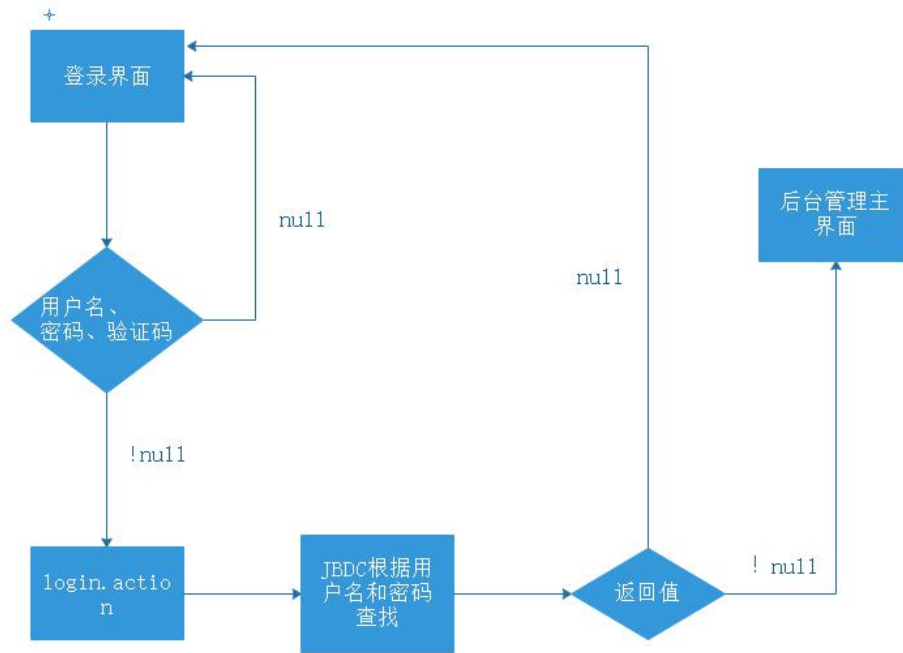 登录界面
null
null
后台管理主
界面
用户名、
密码、验证码
!null
login.actio
n
JBDC根据用
户名和密码
查找
返回值
! null